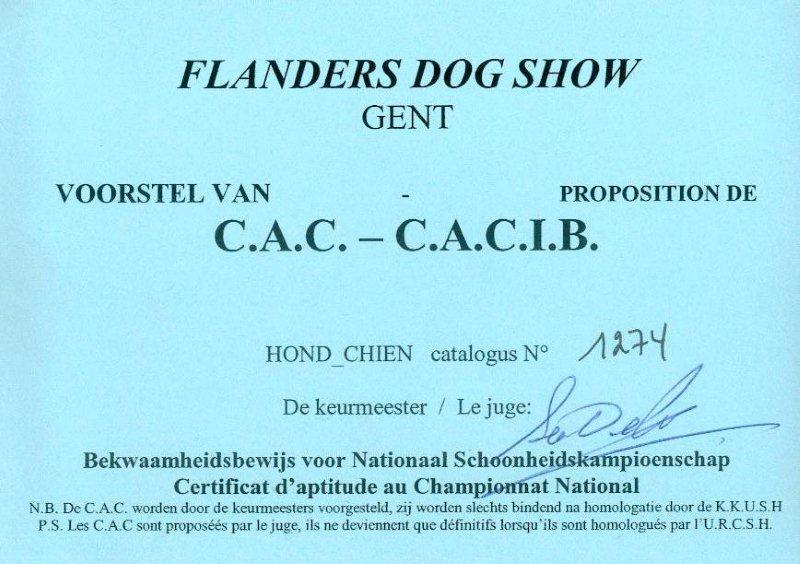 FLANDERS DOG SHOW
GENT
VOORSTEL VAN - PROPOSITION DE
C.A.C. – C.A.C.I.B.
HOND_CHIEN catalogus N° 1274
De keurmeester / Le juge:
Bekwaamheidsbewijs voor Nationaal Schoonheidskampioenschap
Certificat d'aptitude au Championnat National
N.B. De C.A.C. worden door de keurmeesters voorgesteld, zij worden slechts bindend na homologatie door de K.K.U.S.H
P.S. Les C.A.C sont proposéés par le juge, ils ne deviennent que définitifs lorsqu'ils sont homologués par l'U.R.C.S.H.